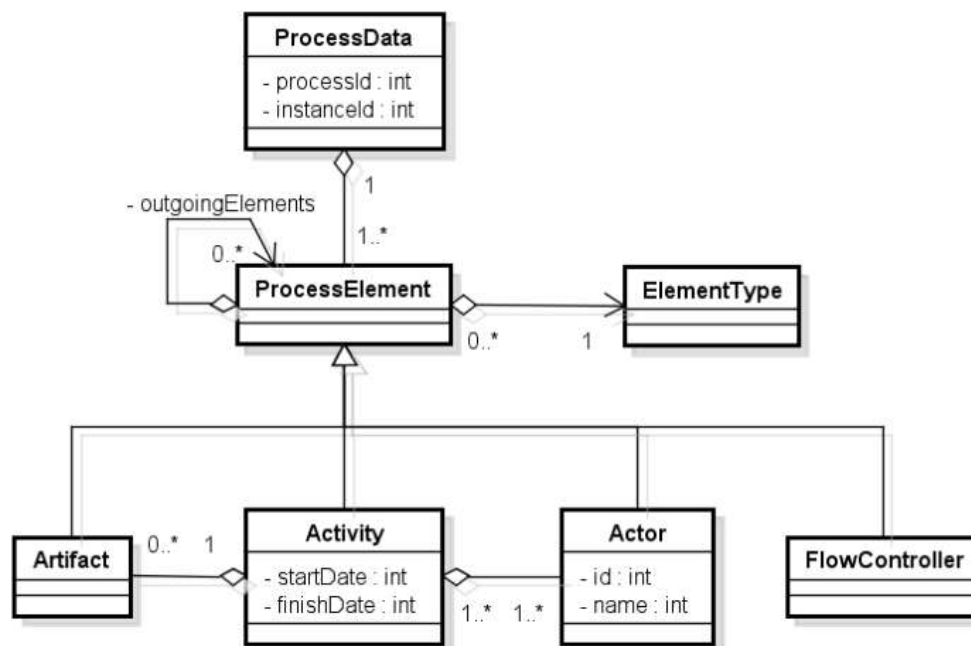 ProcessData
- processId : int
- instanceId : int
1
- outgoingElements
0..*
1..*
ProcessElement
ElementType
0..*
1
Artifact
0..*
1
Activity
- startDate : int
- finishDate : int
1..*
1..*
Actor
- id : int
- name : int
FlowController